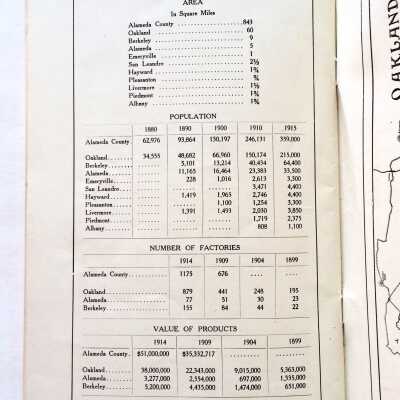 AREA
In Square Miles
Alameda County 843
Oakland 60
Berkeley 9
Alameda 5
Emeryville 1
San Leandro 2½
Hayward 1¾
Pleasanton ¾
Livermore 1½
Piedmont 1¾
Albany 1¾
POPULATION
1880 1890 1900 1910 1915
Alameda County 62,976 93,864 130,197 246,131 359,000
Oakland 34,555 48,682 66,960 150,174 215,000
Berkeley 5,101 13,214 40,434 64,400
Alameda 11,165 16,464 23,383 33,500
Emeryville 228 1,016 2,613 3,300
San Leandro 3,471 4,400
Hayward 1,419 1,965 2,746 4,400
Pleasanton 1,100 1,254 3,300
Livermore 1,391 1,493 2,030 3,850
Piedmont 1,719 2,375
Albany 808 1,100
NUMBER OF FACTORIES
1914 1909 1904 1899
Alameda County 1175 676 .... ....
Oakland 879 441 248 195
Alameda 77 51 30 23
Berkeley 155 84 44 22
VALUE OF PRODUCTS
1914 1909 1904 1899
Alameda County $51,000,000 $35,332,717
Oakland 38,000,000 22,343,000 9,015,000 5,363,000
Alameda 3,277,000 2,554,000 697,000 1,335,000
Berkeley 5,200,000 4,435,000 1,474,000 651,000
OAKLAND